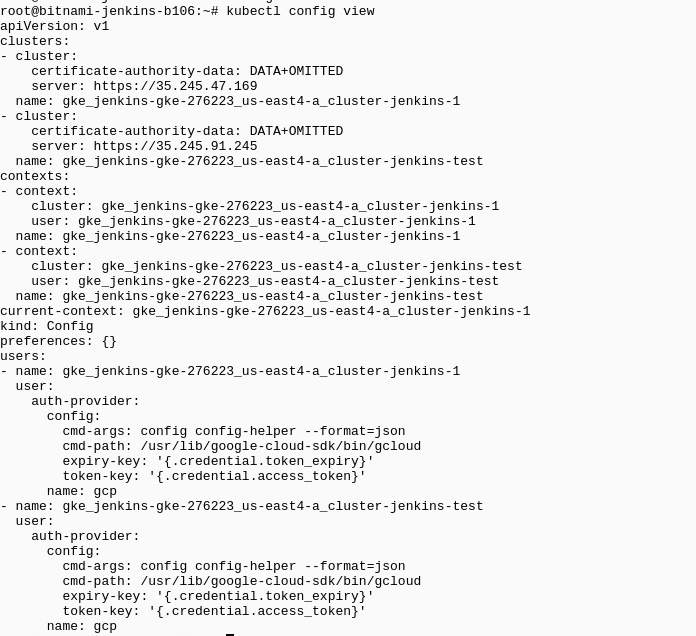 root@bitnami-jenkins-b106:~# kubectl config view
apiVersion: v1
clusters:
- cluster:
    certificate-authority-data: DATA+OMITTED
    server: https://35.245.47.169
  name: gke_jenkins-gke-276223_us-east4-a_cluster-jenkins-1
- cluster:
    certificate-authority-data: DATA+OMITTED
    server: https://35.245.91.245
  name: gke_jenkins-gke-276223_us-east4-a_cluster-jenkins-test
contexts:
- context:
    cluster: gke_jenkins-gke-276223_us-east4-a_cluster-jenkins-1
    user: gke_jenkins-gke-276223_us-east4-a_cluster-jenkins-1
  name: gke_jenkins-gke-276223_us-east4-a_cluster-jenkins-1
- context:
    cluster: gke_jenkins-gke-276223_us-east4-a_cluster-jenkins-test
    user: gke_jenkins-gke-276223_us-east4-a_cluster-jenkins-test
  name: gke_jenkins-gke-276223_us-east4-a_cluster-jenkins-test
current-context: gke_jenkins-gke-276223_us-east4-a_cluster-jenkins-1
kind: Config
preferences: {}
users:
- name: gke_jenkins-gke-276223_us-east4-a_cluster-jenkins-1
  user:
    auth-provider:
      config:
        cmd-args: config config-helper --format=json
        cmd-path: /usr/lib/google-cloud-sdk/bin/gcloud
        expiry-key: '{.credential.token_expiry}'
        token-key: '{.credential.access_token}'
      name: gcp
- name: gke_jenkins-gke-276223_us-east4-a_cluster-jenkins-test
  user:
    auth-provider:
      config:
        cmd-args: config config-helper --format=json
        cmd-path: /usr/lib/google-cloud-sdk/bin/gcloud
        expiry-key: '{.credential.token_expiry}'
        token-key: '{.credential.access_token}'
      name: gcp